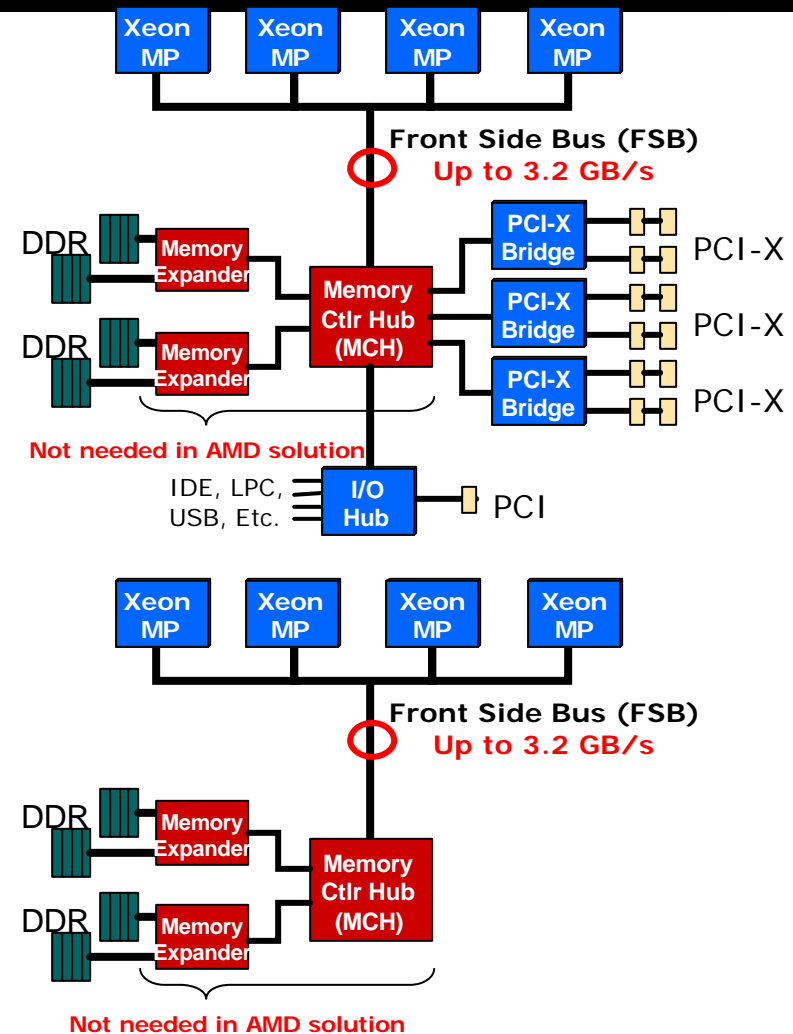 Xeon MP
Xeon MP
Xeon MP
Xeon MP
Front Side Bus (FSB)
Up to 3.2 GB/s
DDR
Memory
Expander
DDR
Memory
Expander
Memory
Ctlr Hub
(MCH)
PCI-X
Bridge
PCI-X
PCI-X
Bridge
PCI-X
PCI-X
Bridge
PCI-X
Not needed in AMD solution
IDE, LPC,
USB, Etc.
I/O
Hub
PCI
Xeon MP
Xeon MP
Xeon MP
Xeon MP
Front Side Bus (FSB)
Up to 3.2 GB/s
DDR
Memory
Expander
DDR
Memory
Expander
Memory
Ctlr Hub
(MCH)
Not needed in AMD solution